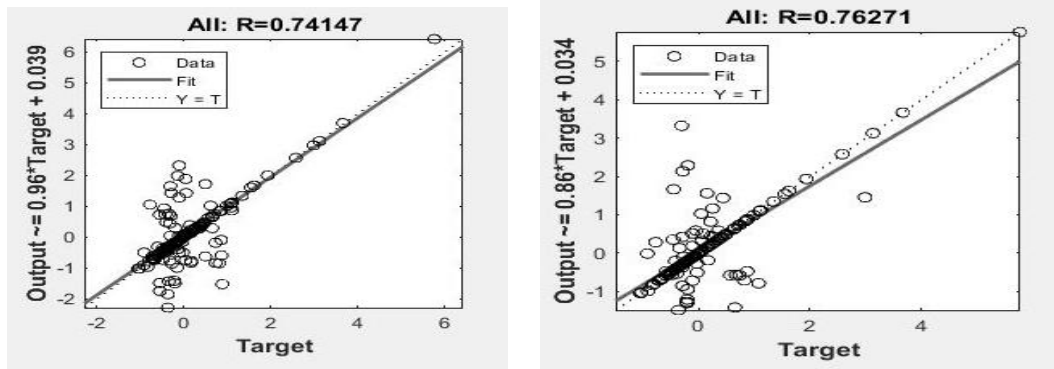 All: R=0.74147
Output ~= 0.96*Target + 0.039
6
5
4
3
2
1
0
-1
-2
Data
Fit
Y = T
-2
0
2
4
6
Target
All: R=0.76271
Output ~= 0.86*Target + 0.034
5
4
3
2
1
0
-1
Data
Fit
Y = T
0
2
4
Target